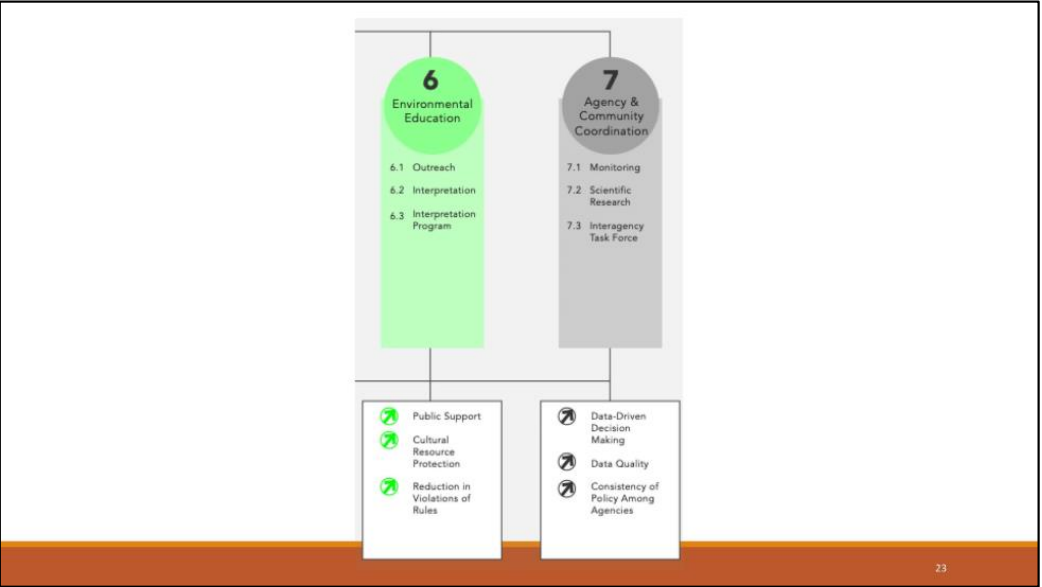 6
Environmental
Education
6.1 Outreach
6.2 Interpretation
6.3 Interpretation
Program
Public Support
Cultural
Resource
Protection
Reduction in
Violations of
Rules
7
Agency &
Community
Coordination
7.1 Monitoring
7.2 Scientific
Research
7.3 Interagency
Task Force
Data-Driven
Decision
Making
Data Quality
Consistency of
Policy Among
Agencies
23